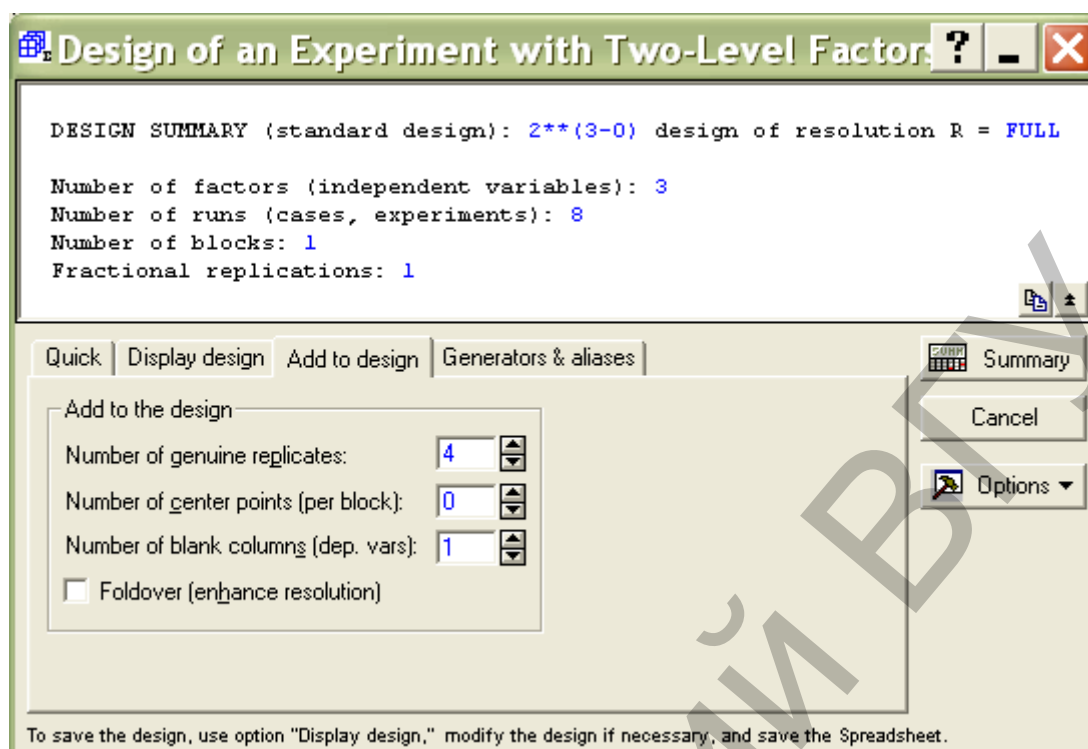 Design of an Experiment with Two-Level Factors
DESIGN SUMMARY (standard design): 2**(3-0) design of resolution R = FULL
Number of factors (independent variables): 3
Number of runs (cases, experiments): 8
Number of blocks: 1
Fractional replications: 1
Quick Display design Add to design Generators & aliases
Summary
Cancel
Options
Add to the design
Number of genuine replicates: 4
Number of center points (per block): 0
Number of blank columns (dep. vars): 1
Foldover (enhance resolution)
To save the design, use option "Display design," modify the design if necessary, and save the Spreadsheet.
ИЙ ВГУ